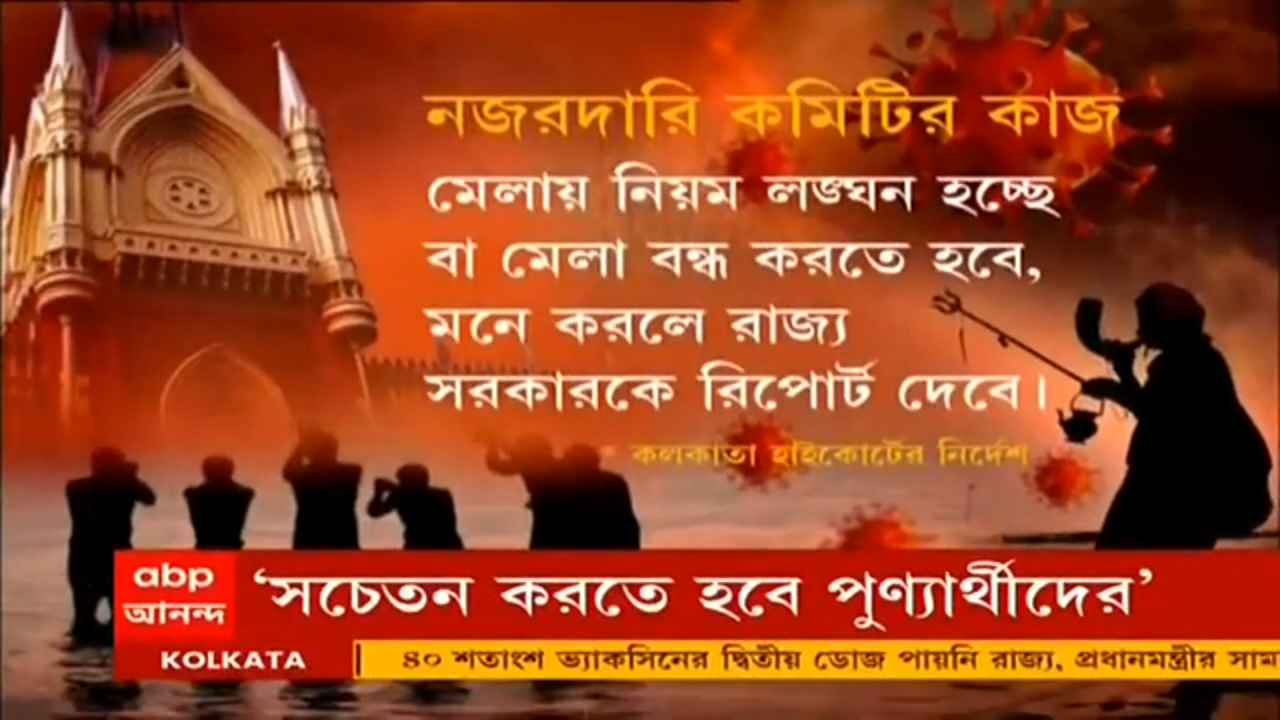 নজরদারি কমিটির কাজ
মেলায় নিয়ম লঙ্ঘন হচ্ছে
বা মেলা বন্ধ করতে হবে,
মনে করলে রাজ্য
সরকারকে রিপোর্ট দেবে।
কলকাতা হাইকোর্টের নির্দেশ
abp
আনন্দ
‘সচেতন করতে হবে পুণ্যার্থীদের’
KOLKATA
৪০ শতাংশ ভ্যাকসিনের দ্বিতীয় ডোজ পায়নি রাজ্য, প্রধানমন্ত্রীর